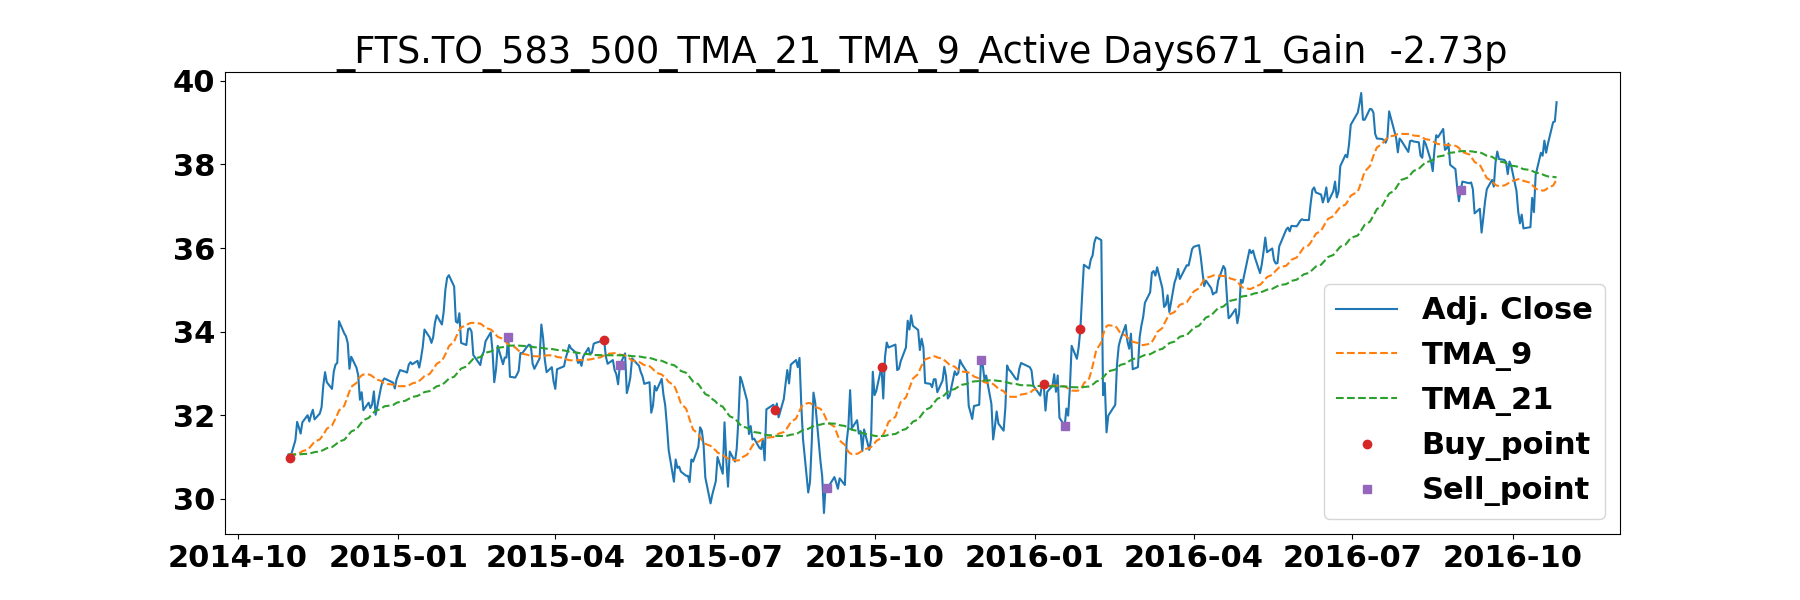 _FTS.TO_583_500_TMA_21_TMA_9_Active Days671_Gain  -2.73p
40
38
36
34
32
30
Adj. Close
TMA_9
TMA_21
Buy_point
Sell_point
2014-10 2015-01 2015-04 2015-07 2015-10 2016-01 2016-04 2016-07 2016-10